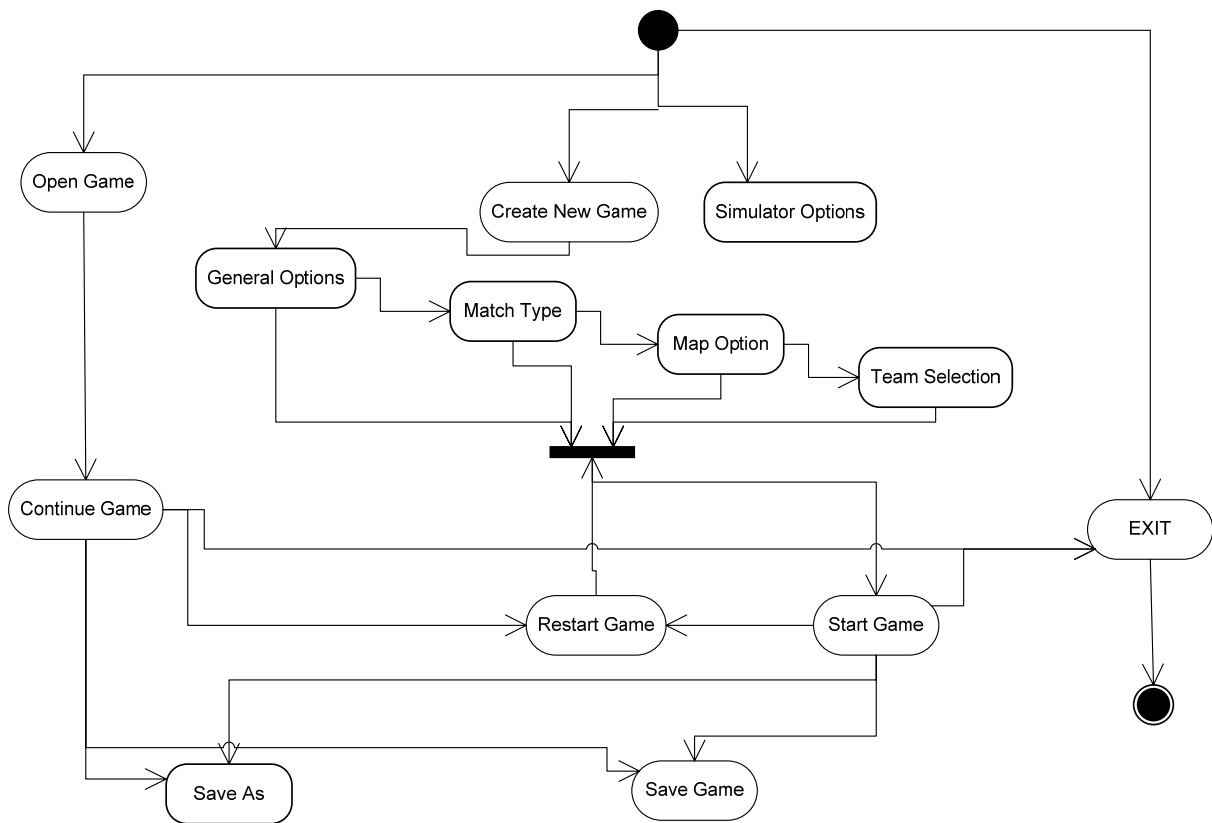 Open Game
Create New Game
Simulator Options
General Options
Match Type
Map Option
Team Selection
Continue Game
EXIT
Restart Game
Start Game
Save As
Save Game